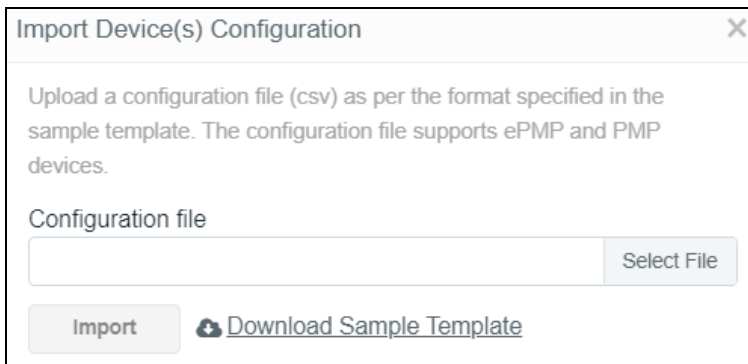 Import Device(s) Configuration
Upload a configuration file (csv) as per the format specified in the
sample template. The configuration file supports ePMP and PMP
devices.
Configuration file
Select File
Import
Download Sample Template